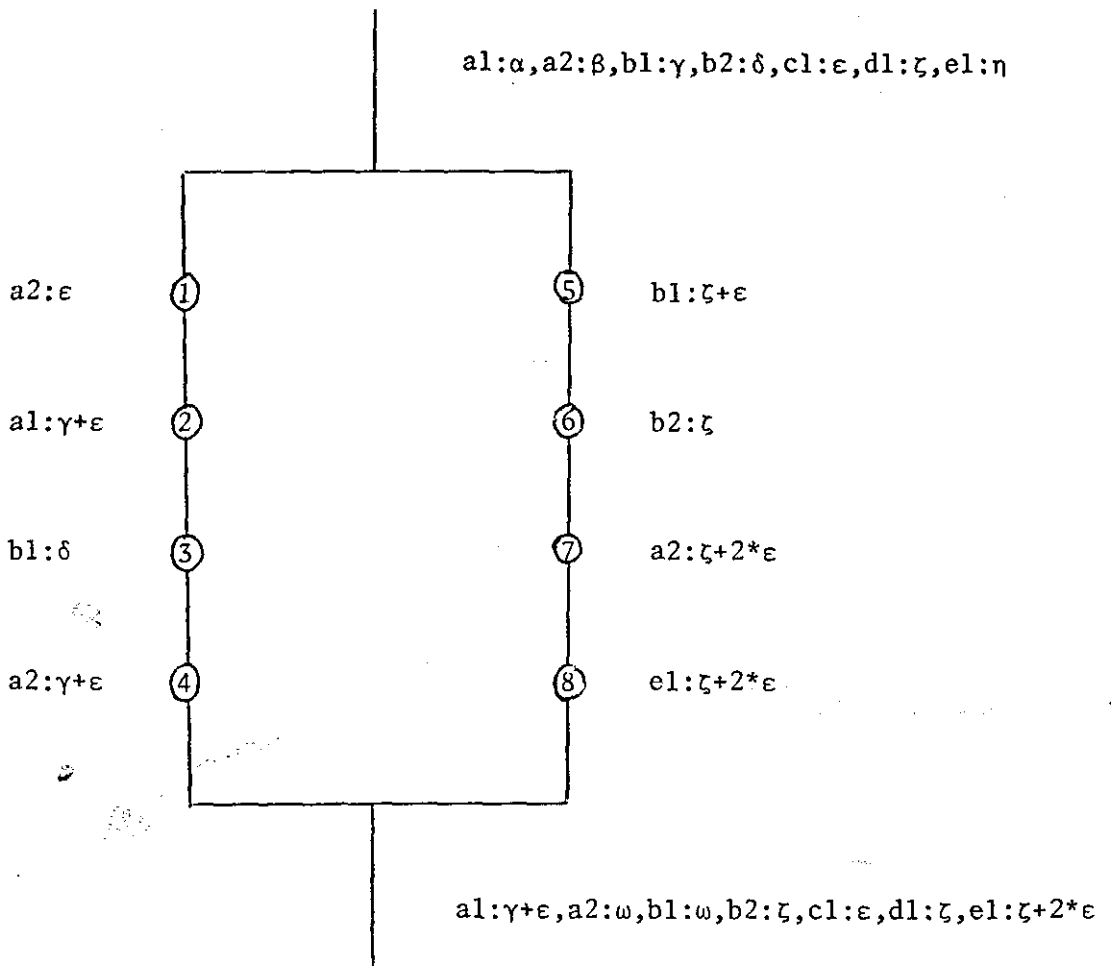 a1:α,a2:β,b1:γ,b2:δ,c1:ε,d1:ζ,e1:η
a2:ε 1 5 b1:ζ+ε
a1:γ+ε 2 6 b2:ζ
b1:δ 3 7 a2:ζ+2*ε
a2:γ+ε 4 8 e1:ζ+2*ε
a1:γ+ε,a2:ω,b1:ω,b2:ζ,c1:ε,d1:ζ,e1:ζ+2*ε